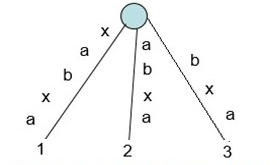 x a b x a
a b x a
b x a
1 2 3